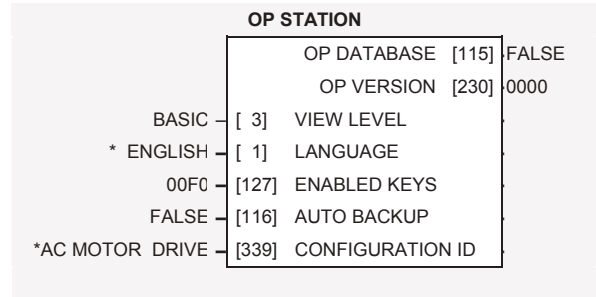 OP STATION
OP DATABASE [115] FALSE
OP VERSION [230] 0000
BASIC [ 3] VIEW LEVEL
* ENGLISH [ 1] LANGUAGE
00F0 [127] ENABLED KEYS
FALSE [116] AUTO BACKUP
*AC MOTOR DRIVE [339] CONFIGURATION ID